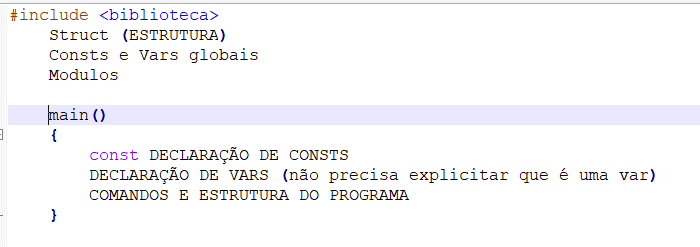 #include <biblioteca>
Struct (ESTRUTURA)
Consts e Vars globais
Modulos
main()
{
const DECLARAÇÃO DE CONSTS
DECLARAÇÃO DE VARS (não precisa explicitar que é uma var)
COMANDOS E ESTRUTURA DO PROGRAMA
}